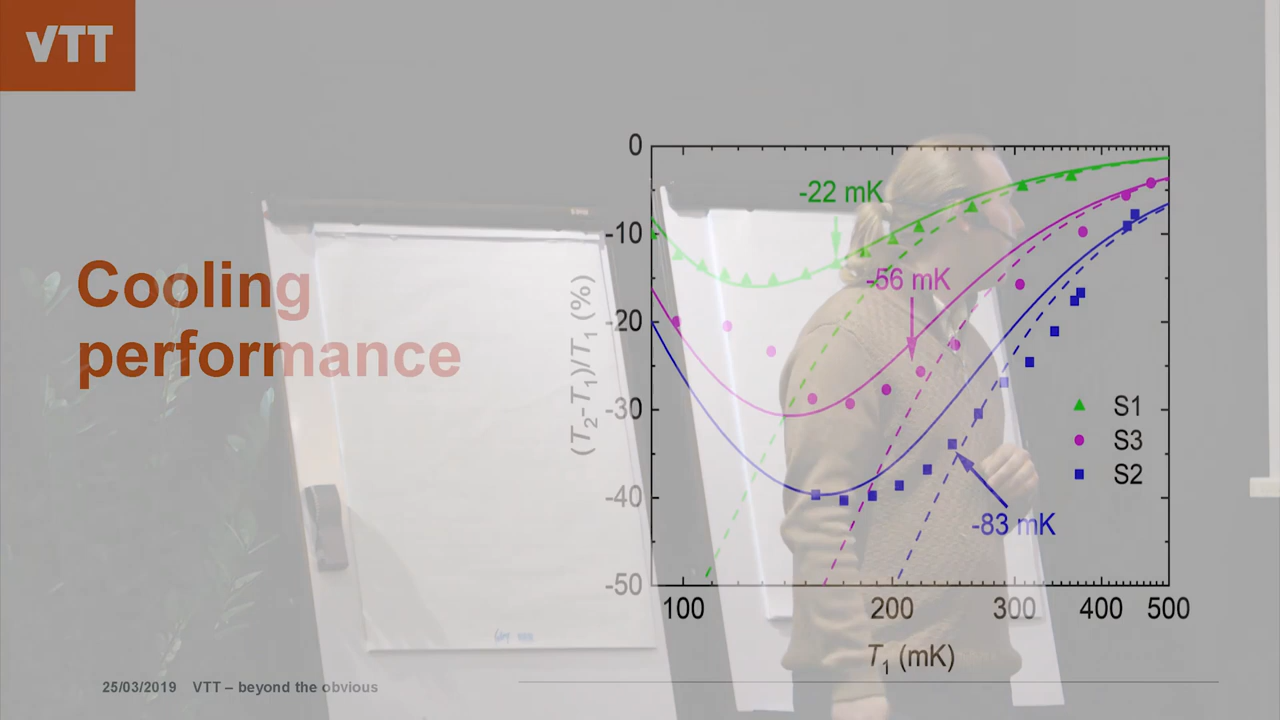 VTT
Cooling
performance
(T2-T1)/T1 (%)
0
-10
-20
-30
-40
-50
-22 mK
-56 mK
-83 mK
S1
S3
S2
100 200 300 400 500
T1 (mK)
25/03/2019 VTT – beyond the obvious